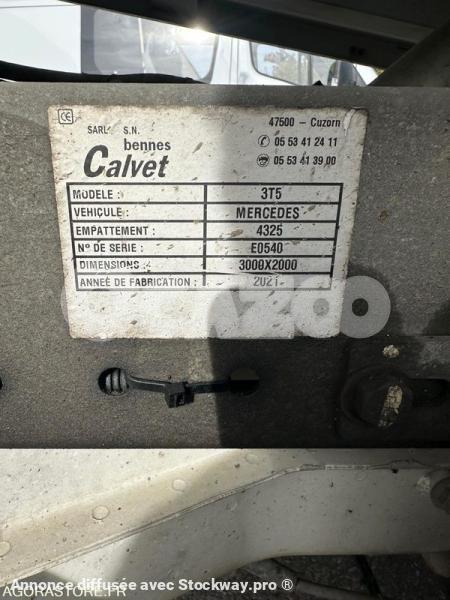 CE
SARL S.N.
bennes
Calvet
47500 - Cuzorn
05 53 41 24 11
05 53 41 39 00
MODELE : 3T5
VEHICULE : MERCEDES
EMPATTEMENT : 4325
N° DE SERIE : E0540
DIMENSIONS : 3000X2000
ANNÉE DE FABRICATION : 2021
Annonce diffusée avec Stockway.pro ®
AGORASTORE.FR